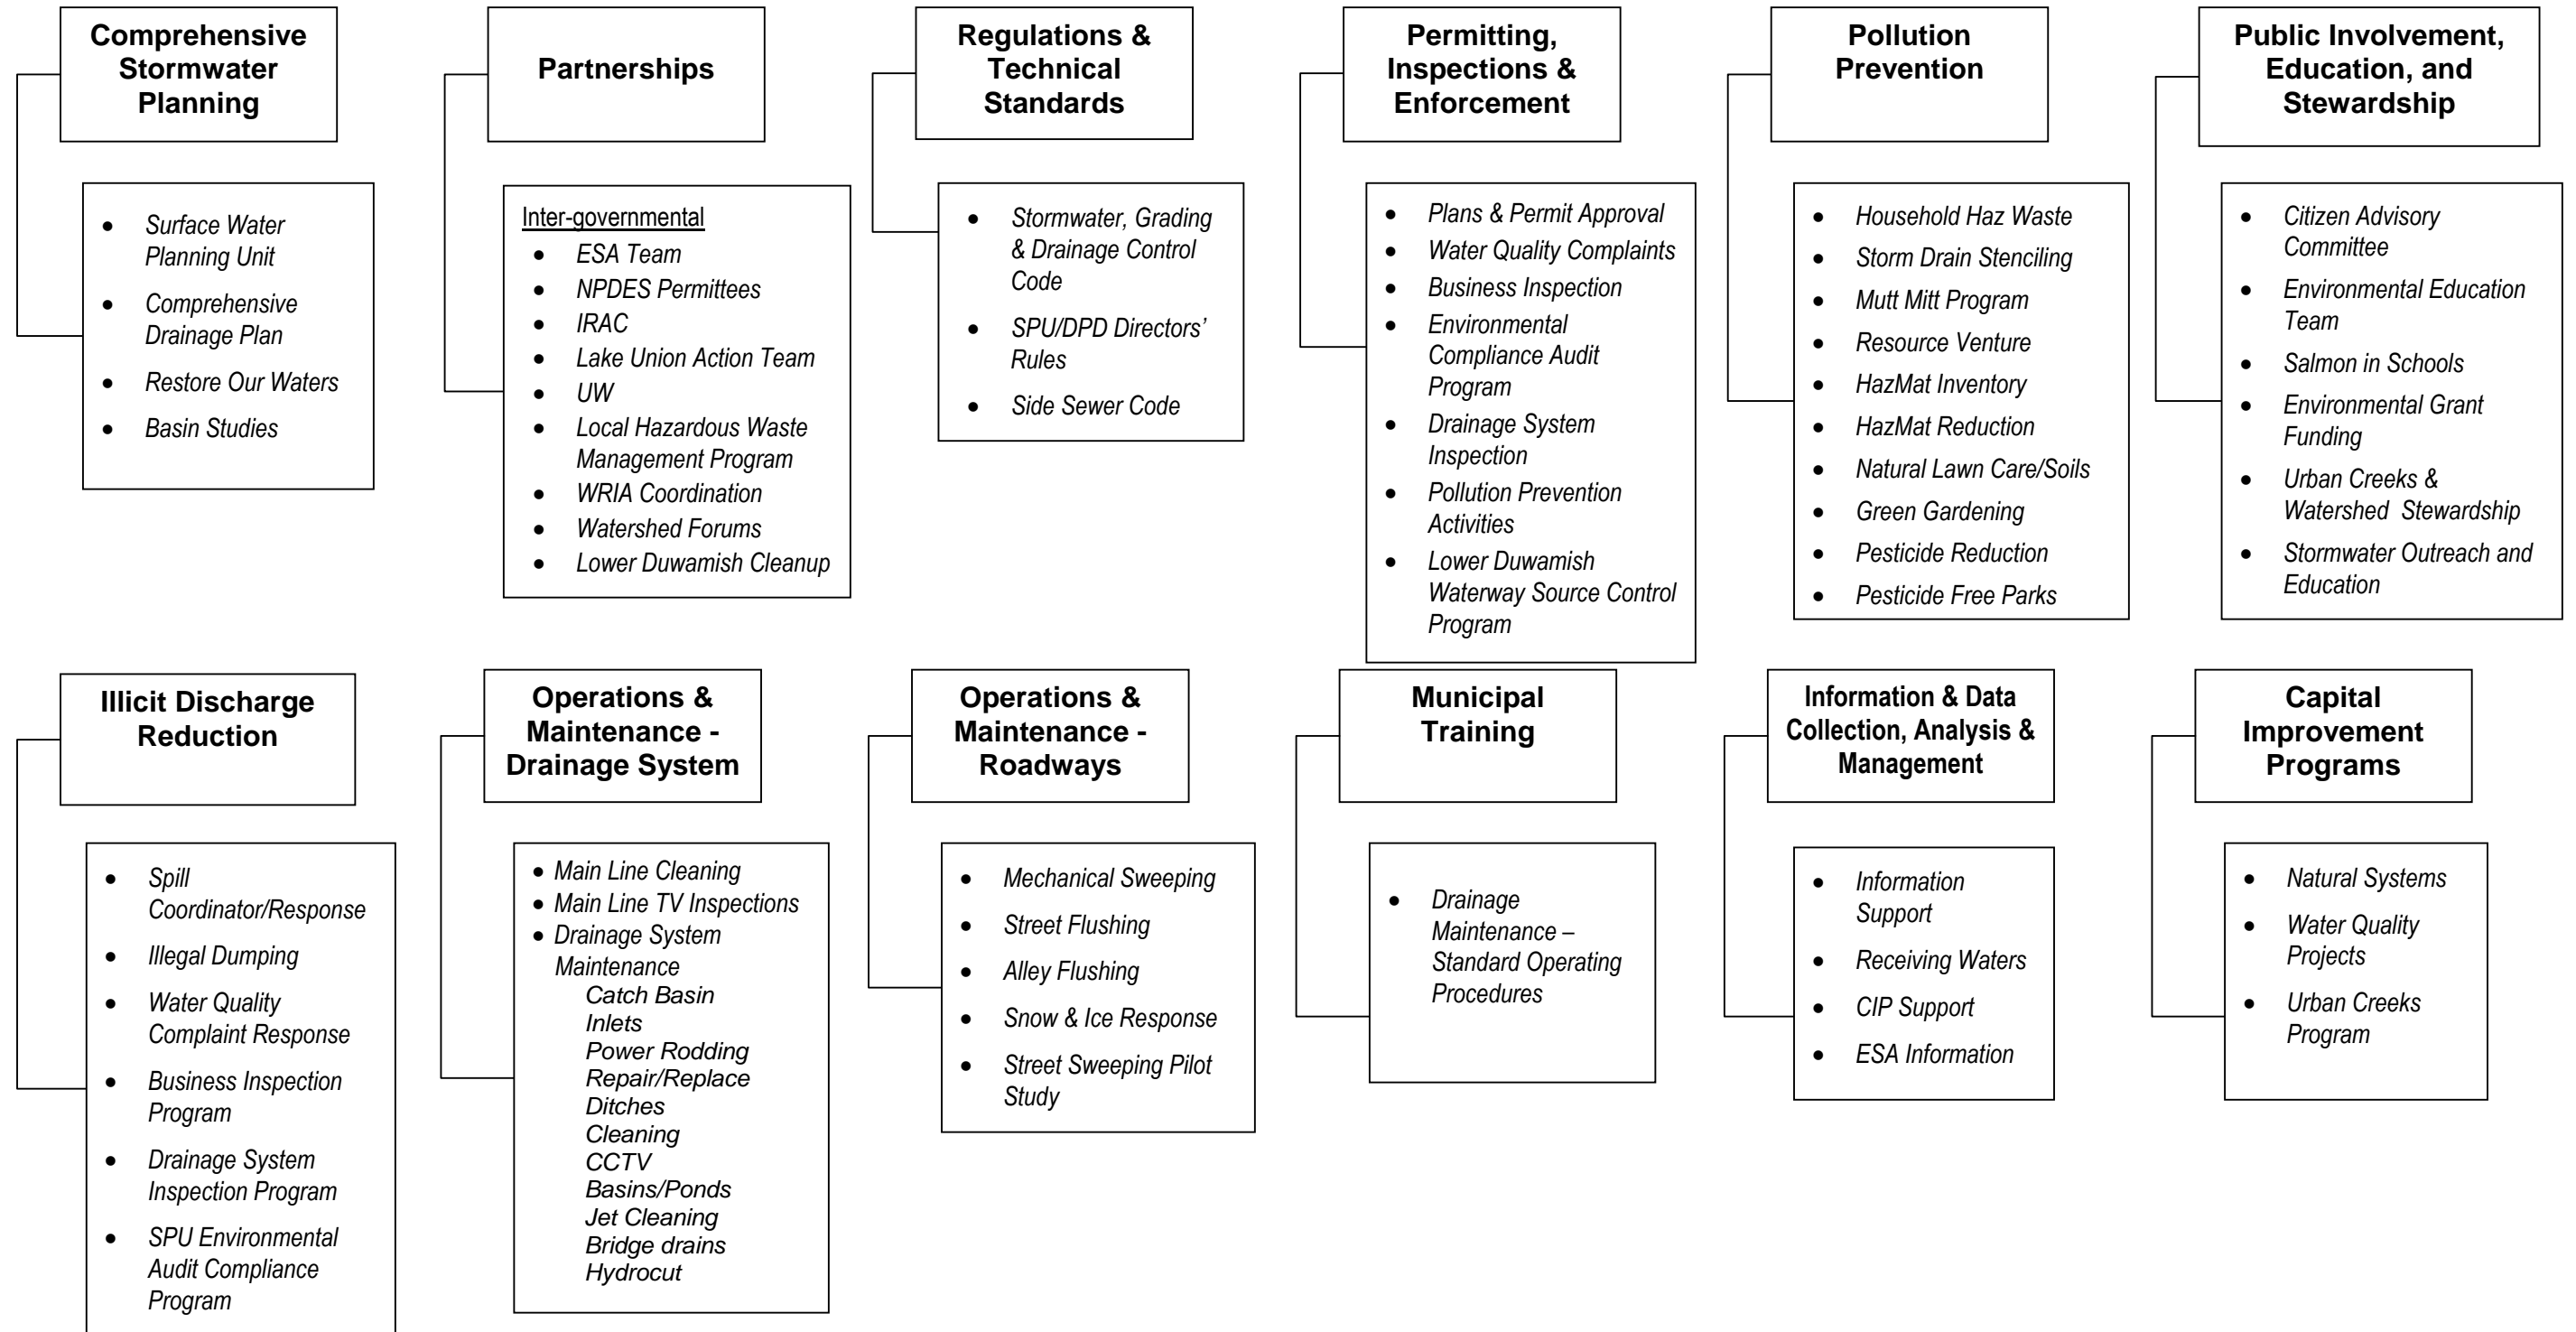 Comprehensive
Stormwater
Planning
• Surface Water
Planning Unit
• Comprehensive
Drainage Plan
• Restore Our Waters
• Basin Studies
Partnerships
Inter-governmental
• ESA Team
• NPDES Permittees
• IRAC
• Lake Union Action Team
• UW
• Local Hazardous Waste
Management Program
• WRIA Coordination
• Watershed Forums
• Lower Duwamish Cleanup
Regulations &
Technical
Standards
• Stormwater, Grading
& Drainage Control
Code
• SPU/DPD Directors’
Rules
• Side Sewer Code
Permitting,
Inspections &
Enforcement
• Plans & Permit Approval
• Water Quality Complaints
• Business Inspection
• Environmental
Compliance Audit
Program
• Drainage System
Inspection
• Pollution Prevention
Activities
• Lower Duwamish
Waterway Source Control
Program
Pollution
Prevention
• Household Haz Waste
• Storm Drain Stenciling
• Mutt Mitt Program
• Resource Venture
• HazMat Inventory
• HazMat Reduction
• Natural Lawn Care/Soils
• Green Gardening
• Pesticide Reduction
• Pesticide Free Parks
Public Involvement,
Education, and
Stewardship
• Citizen Advisory
Committee
• Environmental Education
Team
• Salmon in Schools
• Environmental Grant
Funding
• Urban Creeks &
Watershed Stewardship
• Stormwater Outreach and
Education
Illicit Discharge
Reduction
• Spill
Coordinator/Response
• Illegal Dumping
• Water Quality
Complaint Response
• Business Inspection
Program
• Drainage System
Inspection Program
• SPU Environmental
Audit Compliance
Program
Operations &
Maintenance -
Drainage System
• Main Line Cleaning
• Main Line TV Inspections
• Drainage System
Maintenance
Catch Basin
Inlets
Power Rodding
Repair/Replace
Ditches
Cleaning
CCTV
Basins/Ponds
Jet Cleaning
Bridge drains
Hydrocut
Operations &
Maintenance -
Roadways
• Mechanical Sweeping
• Street Flushing
• Alley Flushing
• Snow & Ice Response
• Street Sweeping Pilot
Study
Municipal
Training
• Drainage
Maintenance –
Standard Operating
Procedures
Information & Data
Collection, Analysis &
Management
• Information
Support
• Receiving Waters
• CIP Support
• ESA Information
Capital
Improvement
Programs
• Natural Systems
• Water Quality
Projects
• Urban Creeks
Program